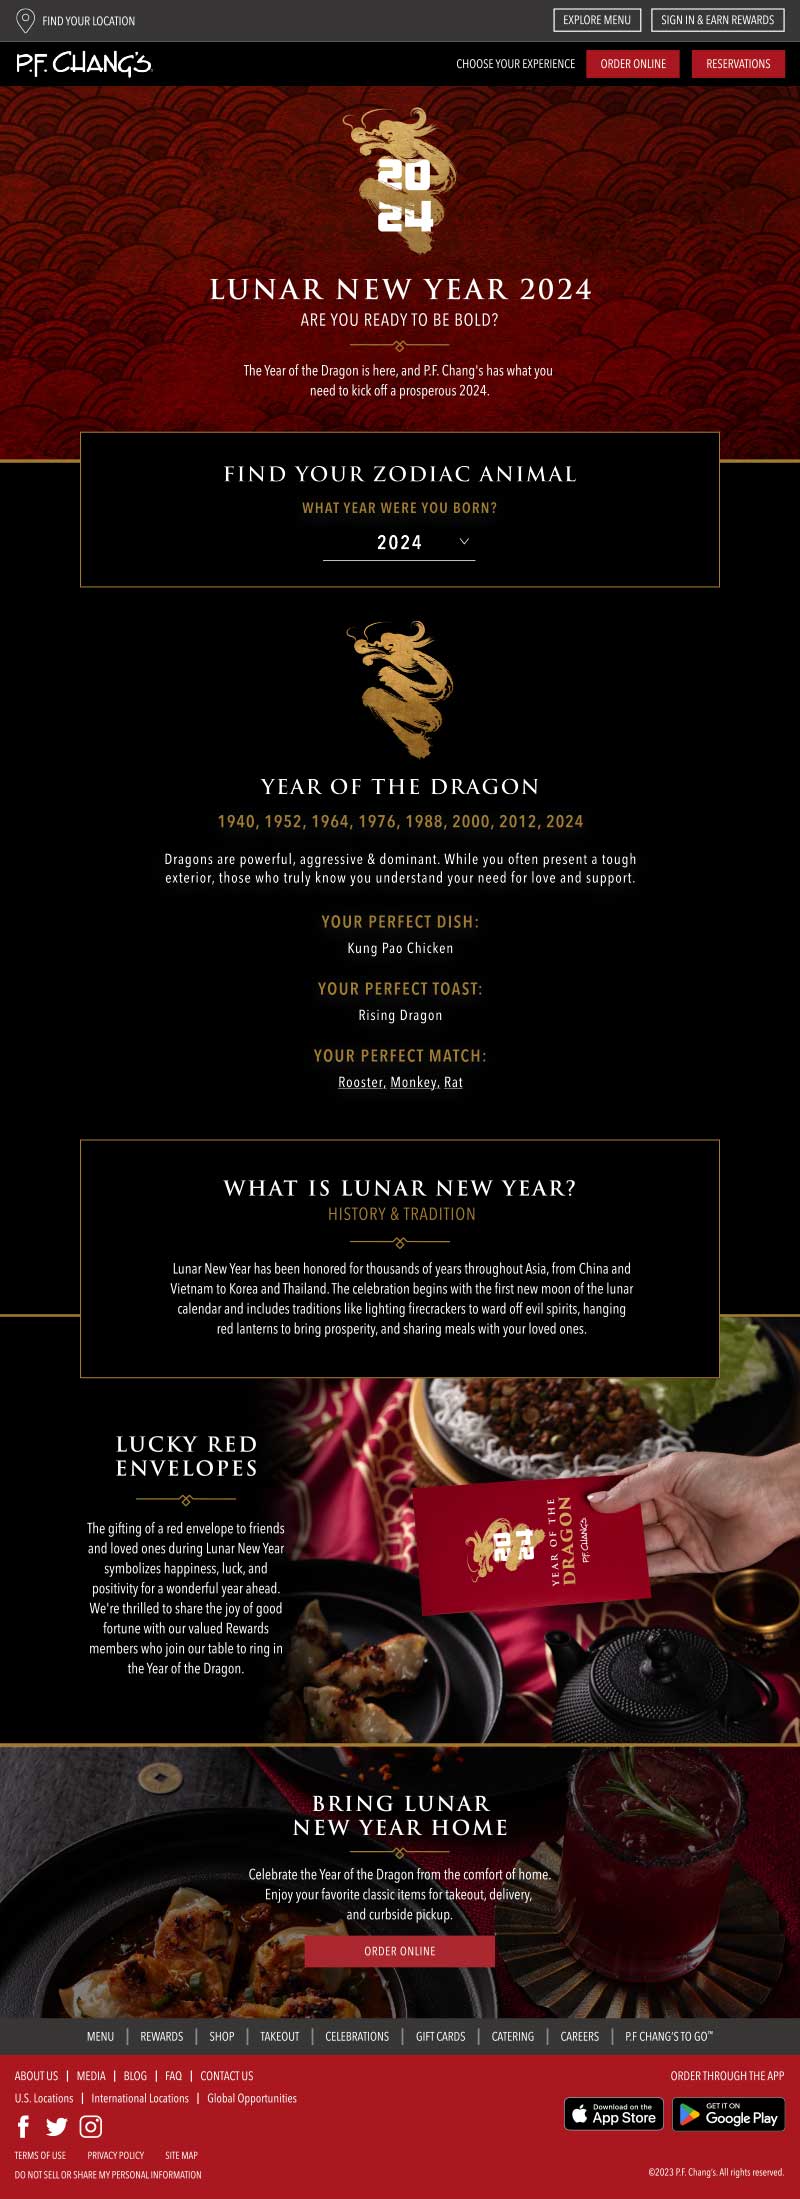 FIND YOUR LOCATION
EXPLORE MENU
SIGN IN & EARN REWARDS
P.F. CHANG'S
CHOOSE YOUR EXPERIENCE
ORDER ONLINE
RESERVATIONS
20
24
LUNAR NEW YEAR 2024
ARE YOU READY TO BE BOLD?
The Year of the Dragon is here, and P.F. Chang's has what you
need to kick off a prosperous 2024.
FIND YOUR ZODIAC ANIMAL
WHAT YEAR WERE YOU BORN?
2024
YEAR OF THE DRAGON
1940, 1952, 1964, 1976, 1988, 2000, 2012, 2024
Dragons are powerful, aggressive & dominant. While you often present a tough
exterior, those who truly know you understand your need for love and support.
YOUR PERFECT DISH:
Kung Pao Chicken
YOUR PERFECT TOAST:
Rising Dragon
YOUR PERFECT MATCH:
Rooster, Monkey, Rat
WHAT IS LUNAR NEW YEAR?
HISTORY & TRADITION
Lunar New Year has been honored for thousands of years throughout Asia, from China and
Vietnam to Korea and Thailand. The celebration begins with the first new moon of the lunar
calendar and includes traditions like lighting firecrackers to ward off evil spirits, hanging
red lanterns to bring prosperity, and sharing meals with your loved ones.
LUCKY RED
ENVELOPES
The gifting of a red envelope to friends
and loved ones during Lunar New Year
symbolizes happiness, luck, and
positivity for a wonderful year ahead.
We're thrilled to share the joy of good
fortune with our valued Rewards
members who join our table to ring in
the Year of the Dragon.
20
24
YEAR OF THE
DRAGON
P.F. CHANG'S
BRING LUNAR
NEW YEAR HOME
Celebrate the Year of the Dragon from the comfort of home.
Enjoy your favorite classic items for takeout, delivery,
and curbside pickup.
ORDER ONLINE
MENU | REWARDS | SHOP | TAKEOUT | CELEBRATIONS | GIFT CARDS | CATERING | CAREERS | P.F CHANG'S TO GO™
ABOUT US | MEDIA | BLOG | FAQ | CONTACT US
ORDER THROUGH THE APP
U.S. Locations | International Locations | Global Opportunities
Download on the
App Store
GET IT ON
Google Play
TERMS OF USE PRIVACY POLICY SITE MAP
DO NOT SELL OR SHARE MY PERSONAL INFORMATION
©2023 P.F. Chang's. All rights reserved.